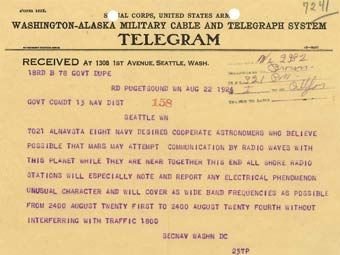 7241
SIGNAL CORPS, UNITED STATES ARMY
WASHINGTON-ALASKA MILITARY CABLE AND TELEGRAPH SYSTEM
TELEGRAM
RECEIVED AT 1308 1ST AVENUE, SEATTLE, WASH.
18RD B 78 GOVT DUPE
RD PUGETSOUND WN AUG 22 1924
GOVT COMDT 13 NAV DIST
158
SEATTLE WN
7021 ALNAVSTA EIGHT NAVY DESIRED COOPERATE ASTRONOMERS WHO BELIEVE
POSSIBLE THAT MARS MAY ATTEMPT COMMUNICATION BY RADIO WAVES WITH
THIS PLANET WHILE THEY ARE NEAR TOGETHER THIS END ALL SHORE RADIO
STATIONS WILL ESPECIALLY NOTE AND REPORT ANY ELECTRICAL PHENOMENON
UNUSUAL CHARACTER AND WILL COVER AS WIDE BAND FREQUENCIES AS POSSIBLE
FROM 2400 AUGUST TWENTY FIRST TO 2400 AUGUST TWENTY FOURTH WITHOUT
INTERFERRING WITH TRAFFIC 1800
SECNAV WASHN DC